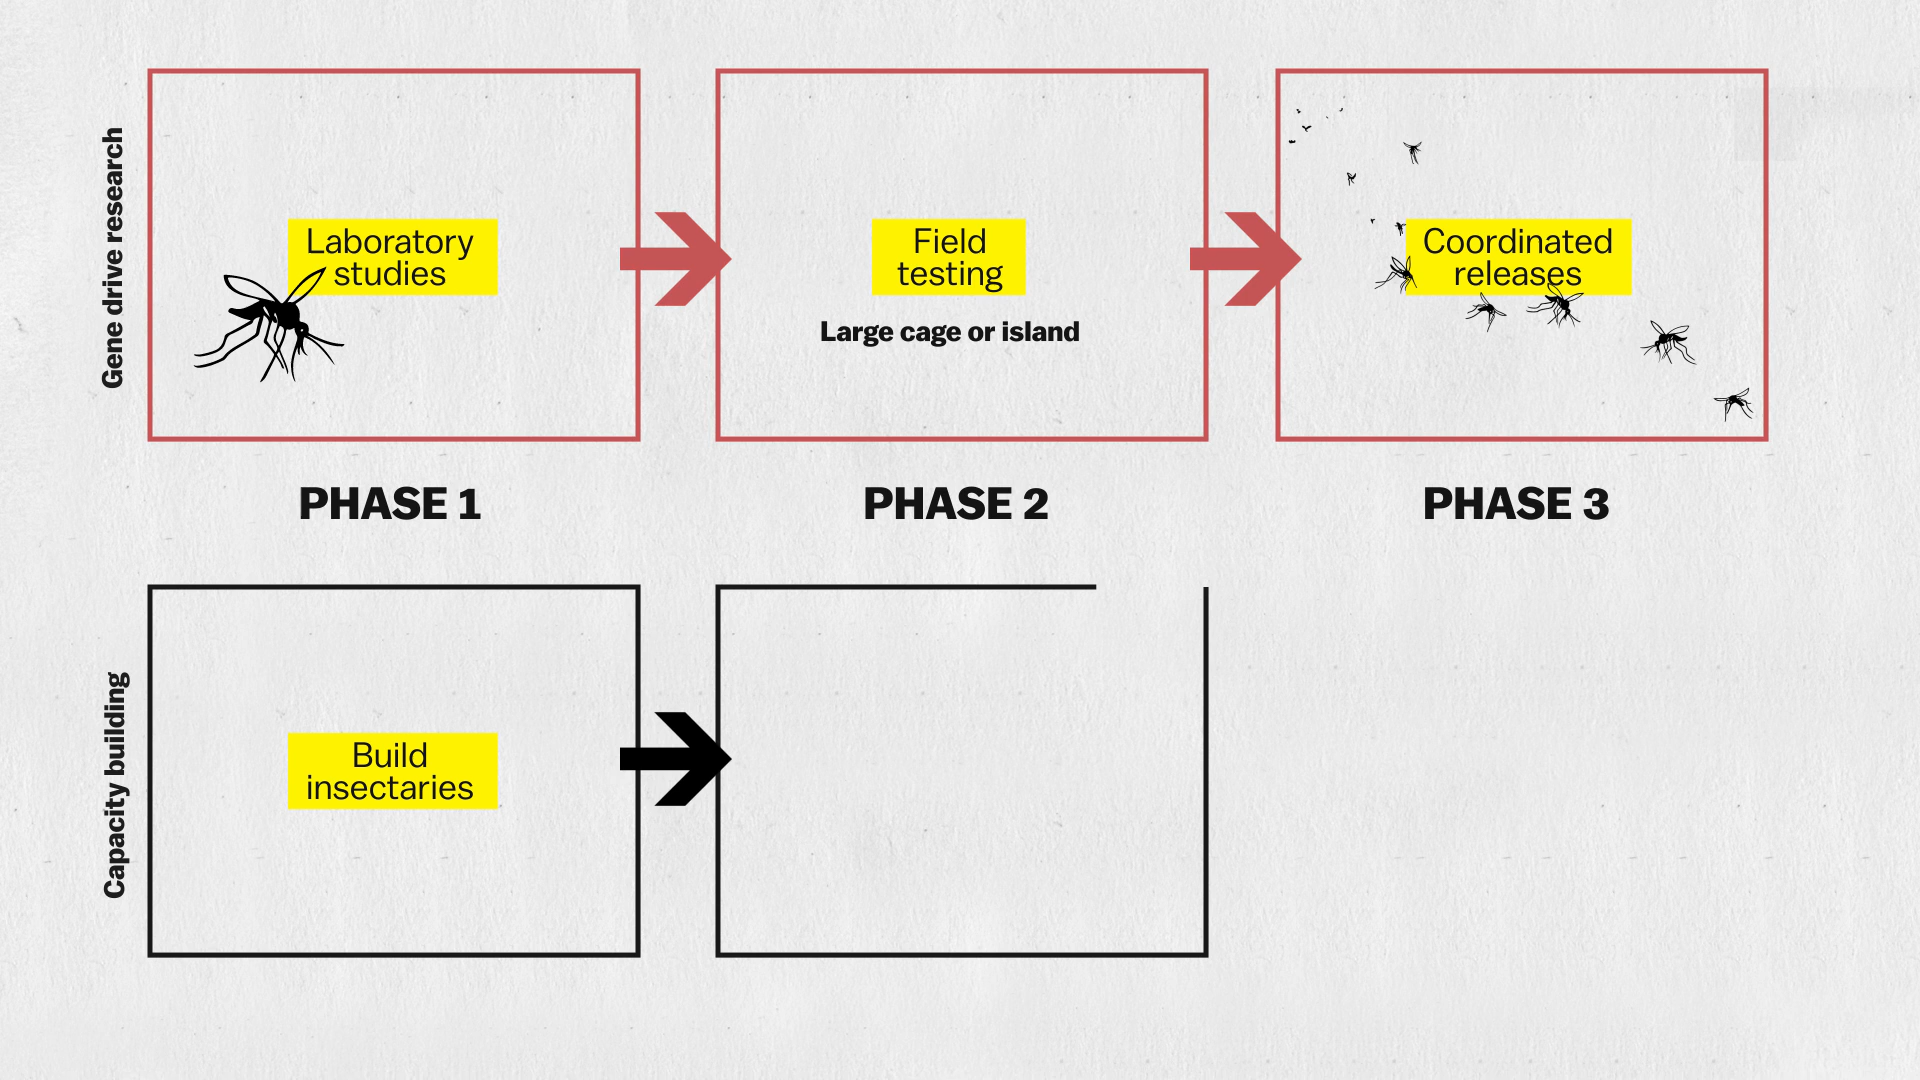 Gene drive research
Laboratory
studies
Field
testing
Large cage or island
Coordinated
releases
PHASE 1
PHASE 2
PHASE 3
Capacity building
Build
insectaries